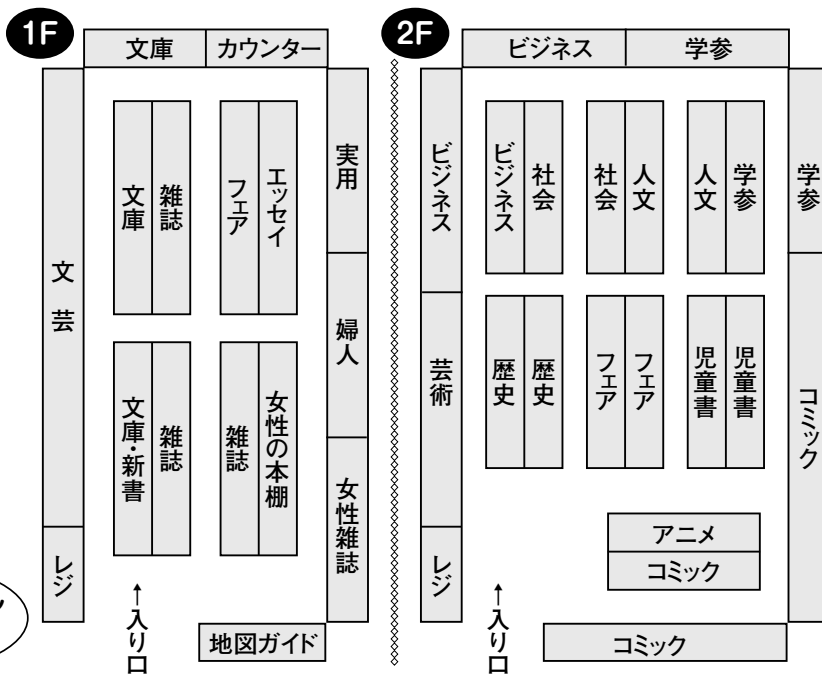 1F
文庫
カウンター
文芸
レジ
文庫
雑誌
フェア
エッセイ
実用
婦人
女性雑誌
文庫・新書
雑誌
雑誌
女性の本棚
←入り口
地図ガイド
2F
ビジネス
学参
ビジネス
芸術
レジ
ビジネス
社会
社会
人文
人文
学参
学参
コミック
歴史
歴史
フェア
フェア
児童書
児童書
アニメ
コミック
←入り口
コミック